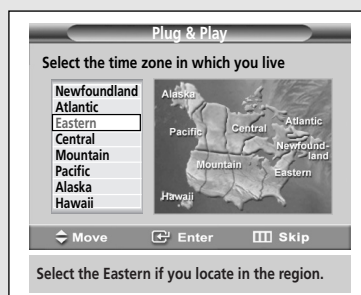 Plug & Play
Select the time zone in which you live
Newfoundland
Atlantic
Eastern
Central
Mountain
Pacific
Alaska
Hawaii
Alaska
Pacific
Central
Atlantic
Newfound-
land
Mountain
Eastern
Hawaii
Move Enter Skip
Select the Eastern if you locate in the region.